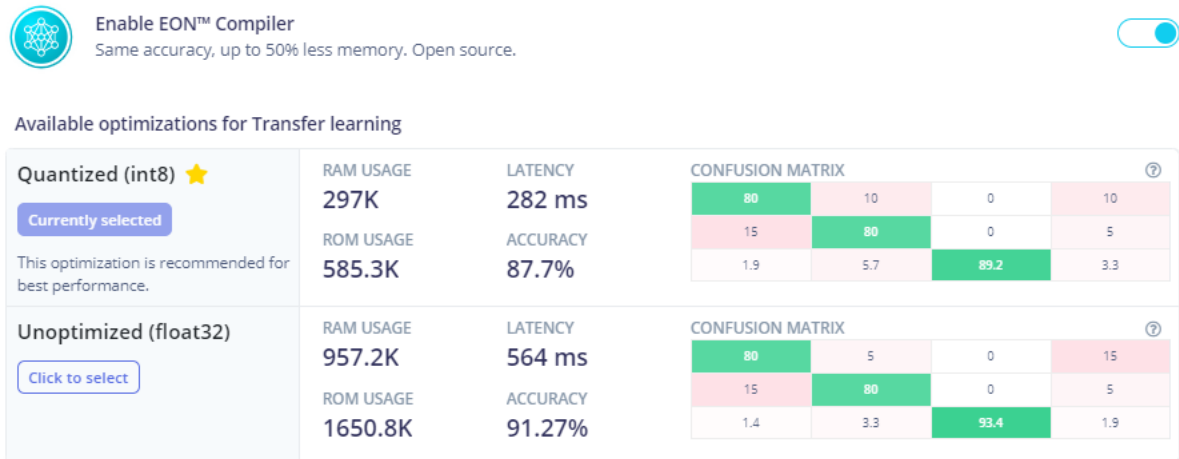 Enable EON™ Compiler
Same accuracy, up to 50% less memory. Open source.
Available optimizations for Transfer learning
Quantized (int8)
Currently selected
This optimization is recommended for
best performance.
RAM USAGE
297K
LATENCY
282 ms
ROM USAGE
585.3K
ACCURACY
87.7%
CONFUSION MATRIX ?
80 10 0 10
15 80 0 5
1.9 5.7 89.2 3.3
Unoptimized (float32)
Click to select
RAM USAGE
957.2K
LATENCY
564 ms
ROM USAGE
1650.8K
ACCURACY
91.27%
CONFUSION MATRIX ?
80 5 0 15
15 80 0 5
1.4 3.3 93.4 1.9